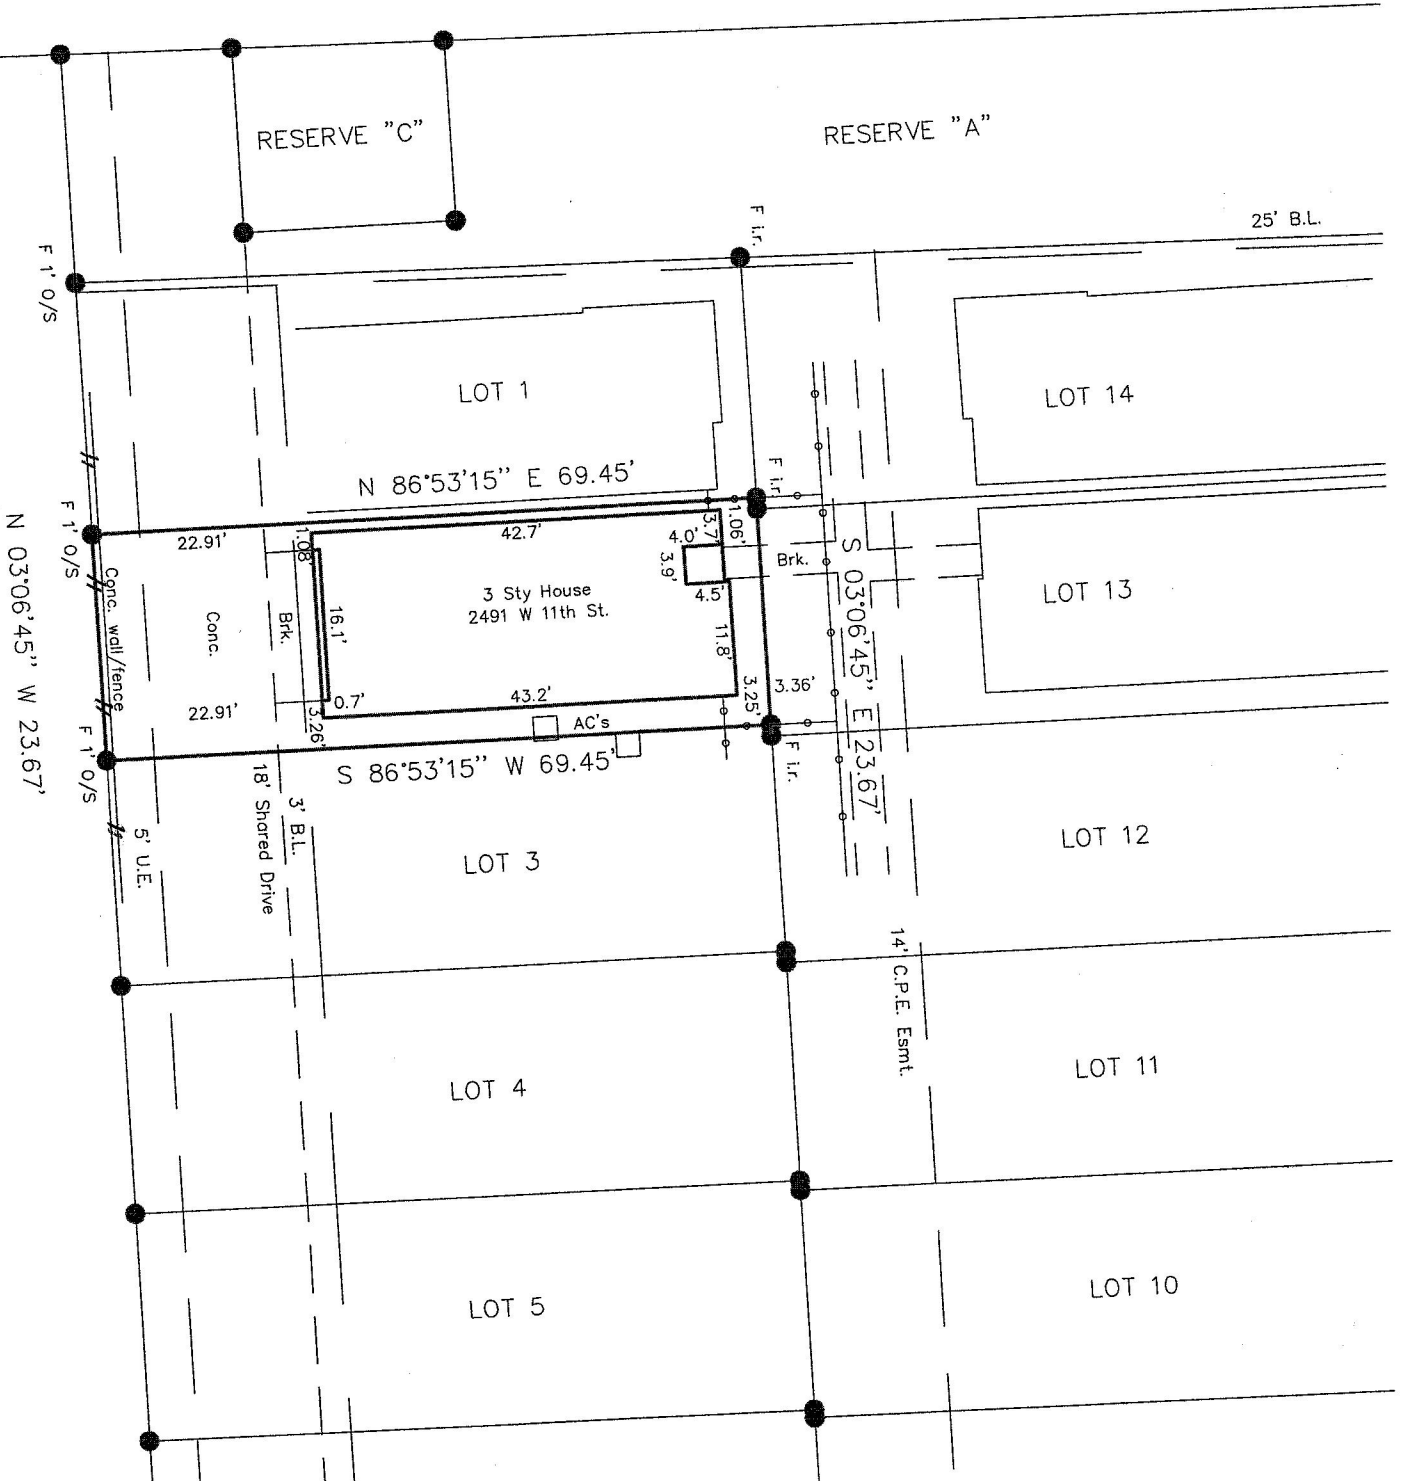 RESERVE "C"
RESERVE "A"
F i.r.
25' B.L.
F 1' O/S
LOT 1
LOT 14
N 86°53'15" E 69.45'
F i.r.
F 1' O/S
22.91'
1.08'
42.7'
3.7'
1.06'
4.0'
3.9'
4.5'
Brk.
3 Sty House
2491 W 11th St.
LOT 13
Conc. wall/fence
Conc.
Brk.
16.1'
11.8'
S 03°06'45" E 23.67'
N 03°06'45" W 23.67'
22.91'
0.7'
3.26'
43.2'
3.25'
3.36'
AC's
F 1' O/S
S 86°53'15" W 69.45'
F i.r.
18' Shared Drive
3' B.L.
5' U.E.
LOT 3
LOT 12
14' C.P.E. Esmt.
LOT 4
LOT 11
LOT 5
LOT 10